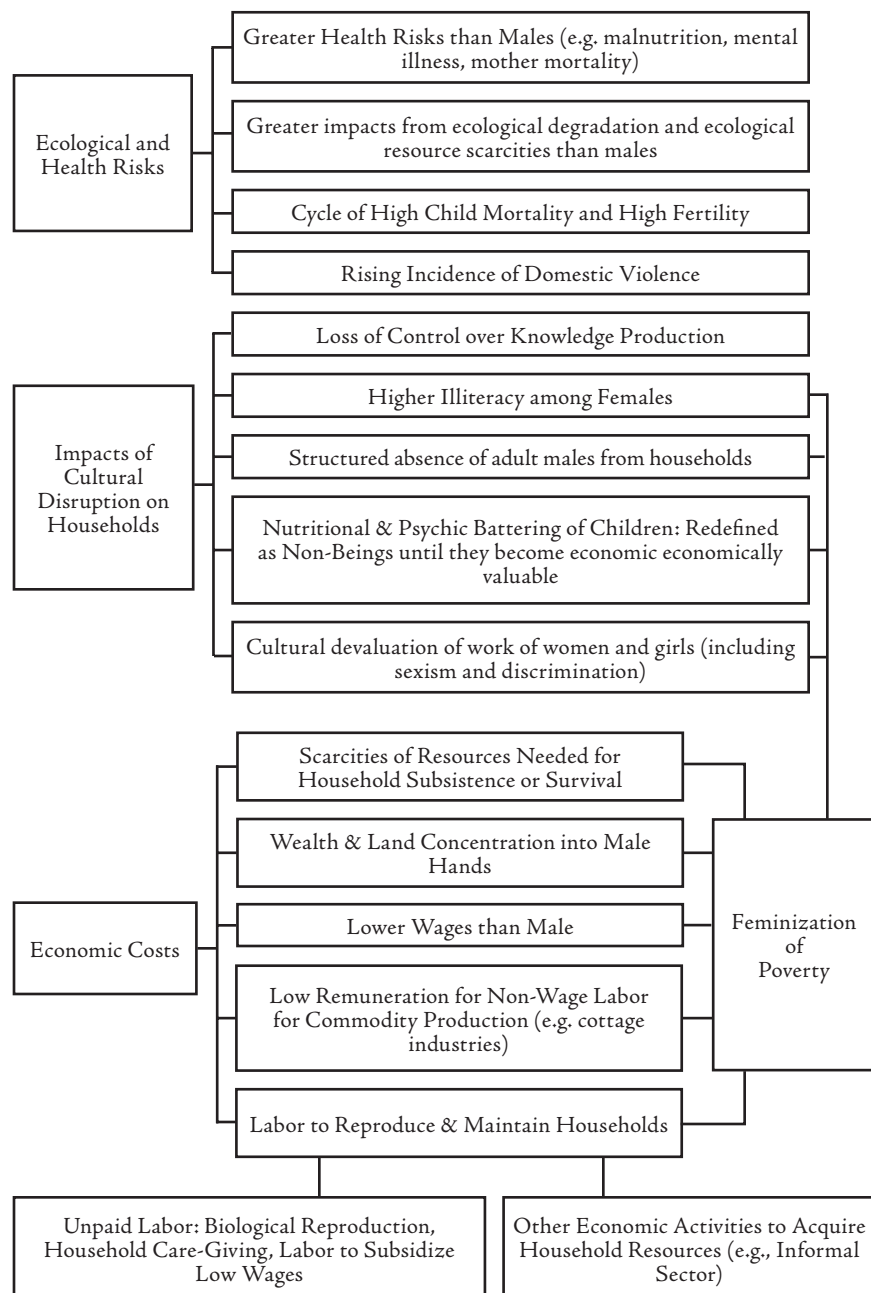 Greater Health Risks than Males (e.g. malnutrition, mental
illness, mother mortality)
Ecological and
Health Risks
Greater impacts from ecological degradation and ecological
resource scarcities than males
Cycle of High Child Mortality and High Fertility
Rising Incidence of Domestic Violence
Loss of Control over Knowledge Production
Higher Illiteracy among Females
Impacts of
Cultural
Disruption on
Households
Structured absence of adult males from households
Nutritional & Psychic Battering of Children: Redefined
as Non-Beings until they become economic economically
valuable
Cultural devaluation of work of women and girls (including
sexism and discrimination)
Scarcities of Resources Needed for
Household Subsistence or Survival
Wealth & Land Concentration into Male
Hands
Economic Costs
Lower Wages than Male
Feminization
of
Poverty
Low Remuneration for Non-Wage Labor
for Commodity Production (e.g. cottage
industries)
Labor to Reproduce & Maintain Households
Unpaid Labor: Biological Reproduction,
Household Care-Giving, Labor to Subsidize
Low Wages
Other Economic Activities to Acquire
Household Resources (e.g., Informal
Sector)